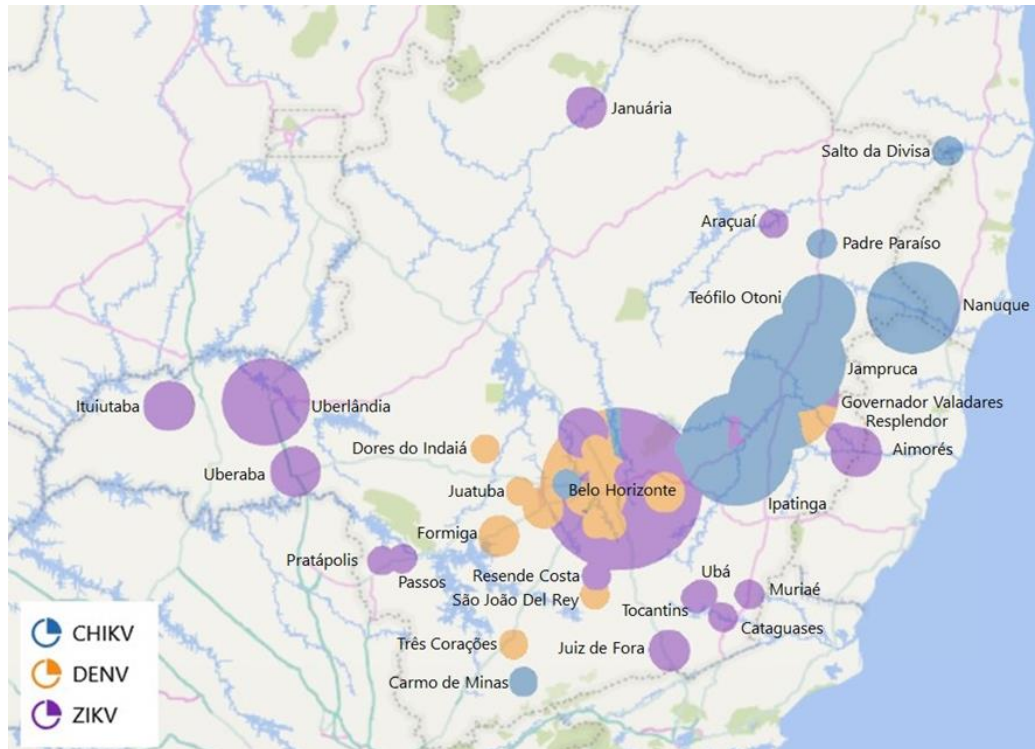 Januária
Salto da Divisa
Araçuaí
Padre Paraíso
Teófilo Otoni
Nanuque
Jampruca
Ituiutaba
Uberlândia
Governador Valadares
Resplendor
Dores do Indaiá
Aimorés
Uberaba
Juatuba
Belo Horizonte
Ipatinga
Formiga
Pratápolis
Passos
Resende Costa
Ubá
Muriaé
São João Del Rey
Tocantins
Cataguases
Três Corações
Juiz de Fora
Carmo de Minas
CHIKV
DENV
ZIKV